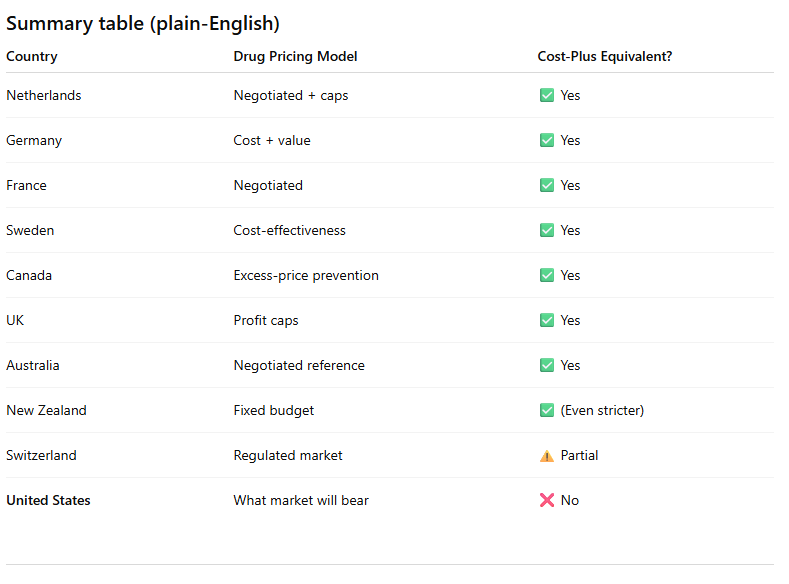 Summary table (plain-English)
Country Drug Pricing Model Cost-Plus Equivalent?
Netherlands Negotiated + caps ✅ Yes
Germany Cost + value ✅ Yes
France Negotiated ✅ Yes
Sweden Cost-effectiveness ✅ Yes
Canada Excess-price prevention ✅ Yes
UK Profit caps ✅ Yes
Australia Negotiated reference ✅ Yes
New Zealand Fixed budget ✅ (Even stricter)
Switzerland Regulated market ⚠️ Partial
United States What market will bear ❌ No